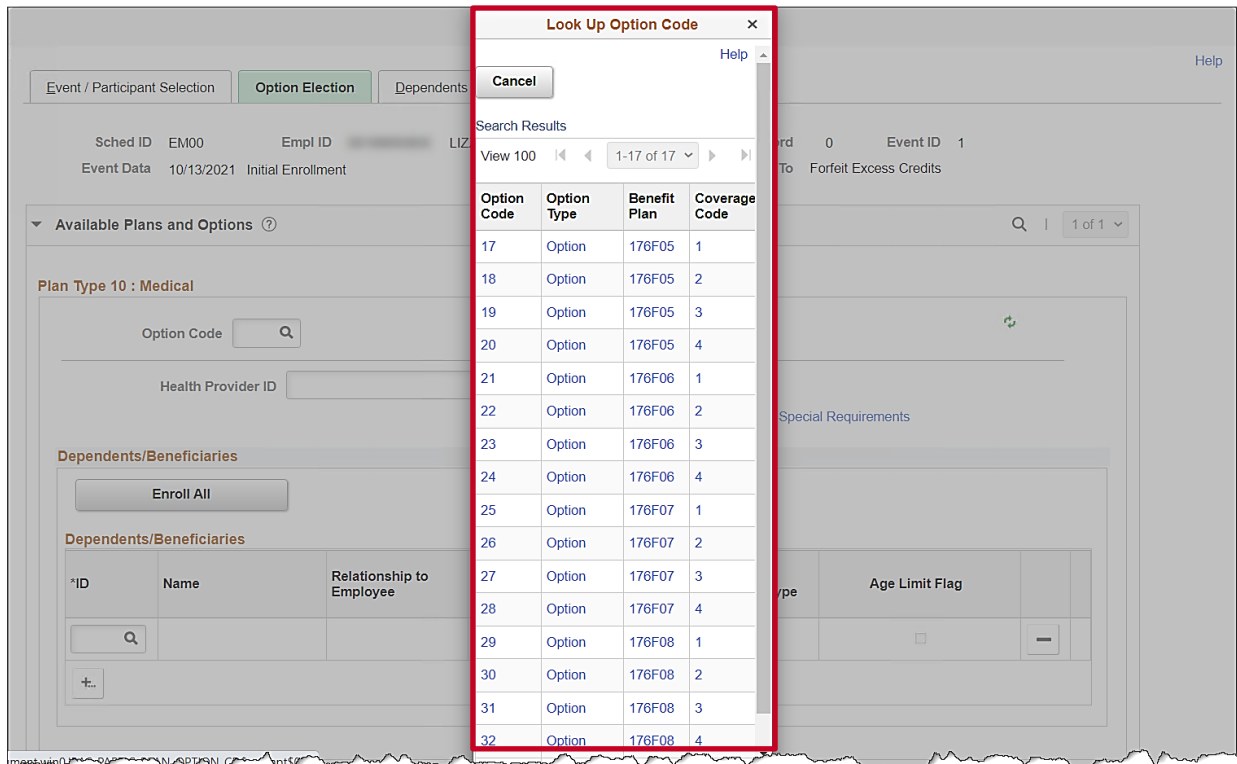 Look Up Option Code ×
Help
Help
Cancel
Event / Participant Selection Option Election Dependents
Search Results
Sched ID EM00 Empl ID LIZ 0 Event ID 1
View 100 1-17 of 17
Event Data 10/13/2021 Initial Enrollment To Forfeit Excess Credits
Option Code Option Type Benefit Plan Coverage Code
Available Plans and Options ? 1 of 1
17 Option 176F05 1
18 Option 176F05 2
Plan Type 10 : Medical
19 Option 176F05 3
Option Code
20 Option 176F05 4
21 Option 176F06 1
Health Provider ID
22 Option 176F06 2
Special Requirements
23 Option 176F06 3
Dependents/Beneficiaries
24 Option 176F06 4
Enroll All
25 Option 176F07 1
Dependents/Beneficiaries
26 Option 176F07 2
*ID Name Relationship to Employee Age Limit Flag
27 Option 176F07 3
28 Option 176F07 4
29 Option 176F08 1
30 Option 176F08 2
31 Option 176F08 3
32 Option 176F08 4